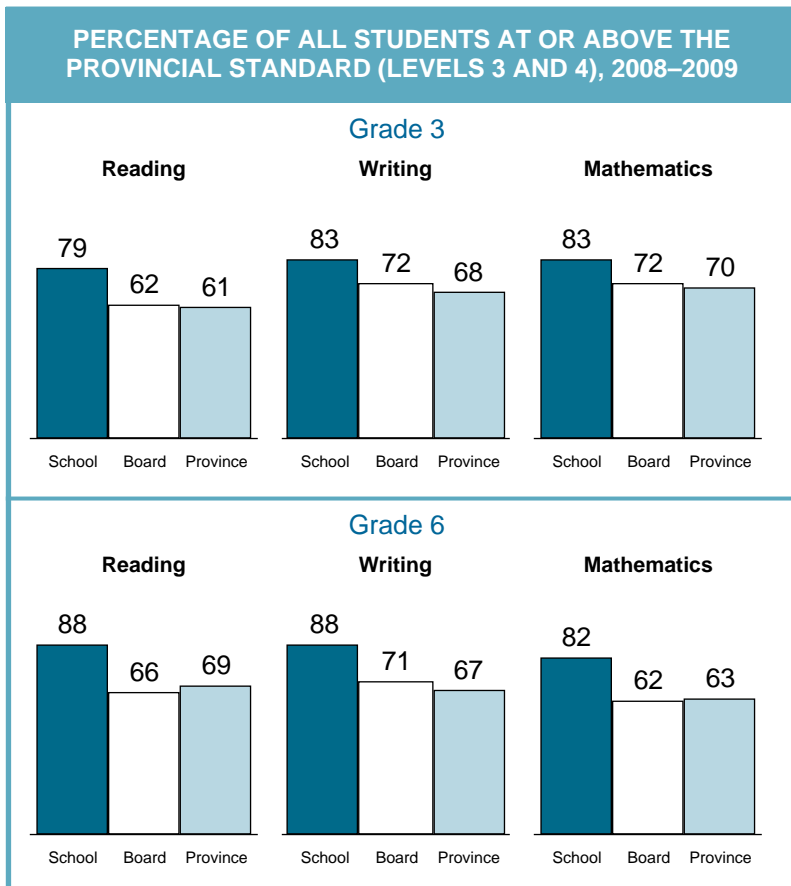 PERCENTAGE OF ALL STUDENTS AT OR ABOVE THE
PROVINCIAL STANDARD (LEVELS 3 AND 4), 2008–2009
Grade 3
Reading Writing Mathematics
79 62 61 83 72 68 83 72 70
School Board Province School Board Province School Board Province
Grade 6
Reading Writing Mathematics
88 66 69 88 71 67 82 62 63
School Board Province School Board Province School Board Province